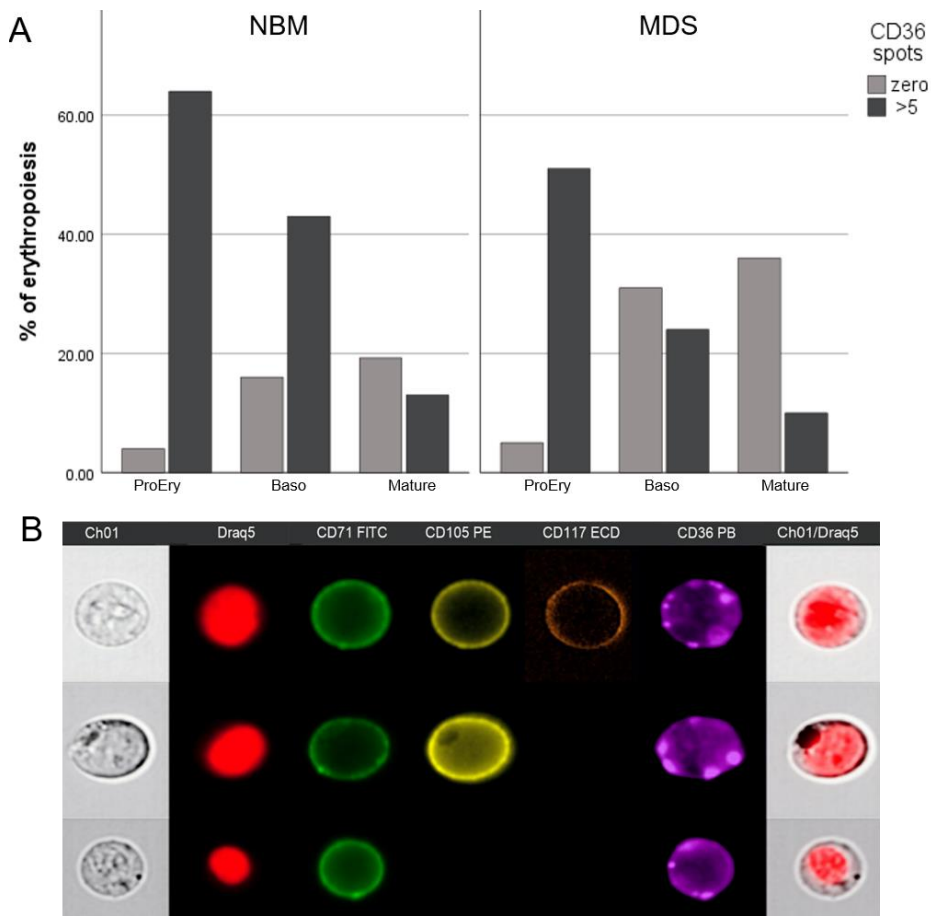 A
NBM
MDS
CD36
spots
zero
>5
% of erythropoiesis
60.00
40.00
20.00
0.00
ProEry Baso Mature
ProEry Baso Mature
B
Ch01 Draq5 CD71 FITC CD105 PE CD117 ECD CD36 PB Ch01/Draq5